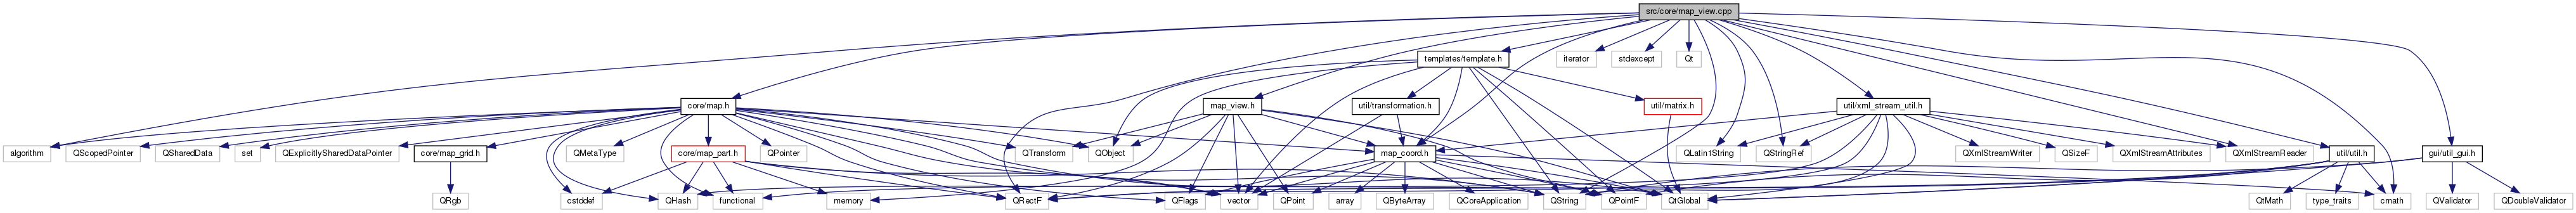 src/core/map_view.cpp
templates/template.h
iterator
stdexcept
Qt
core/map.h
map_view.h
util/transformation.h
util/matrix.h
util/xml_stream_util.h
algorithm
QScopedPointer
QSharedData
set
QExplicitlySharedDataPointer
core/map_grid.h
QMetaType
core/map_part.h
QPointer
QTransform
QObject
map_coord.h
QLatin1String
QStringRef
QXmlStreamWriter
QSizeF
QXmlStreamAttributes
QXmlStreamReader
util/util.h
gui/util_gui.h
QRgb
cstddef
QHash
functional
memory
QRectF
QFlags
vector
QPoint
array
QByteArray
QCoreApplication
QString
QPointF
QtGlobal
QtMath
type_traits
cmath
QValidator
QDoubleValidator